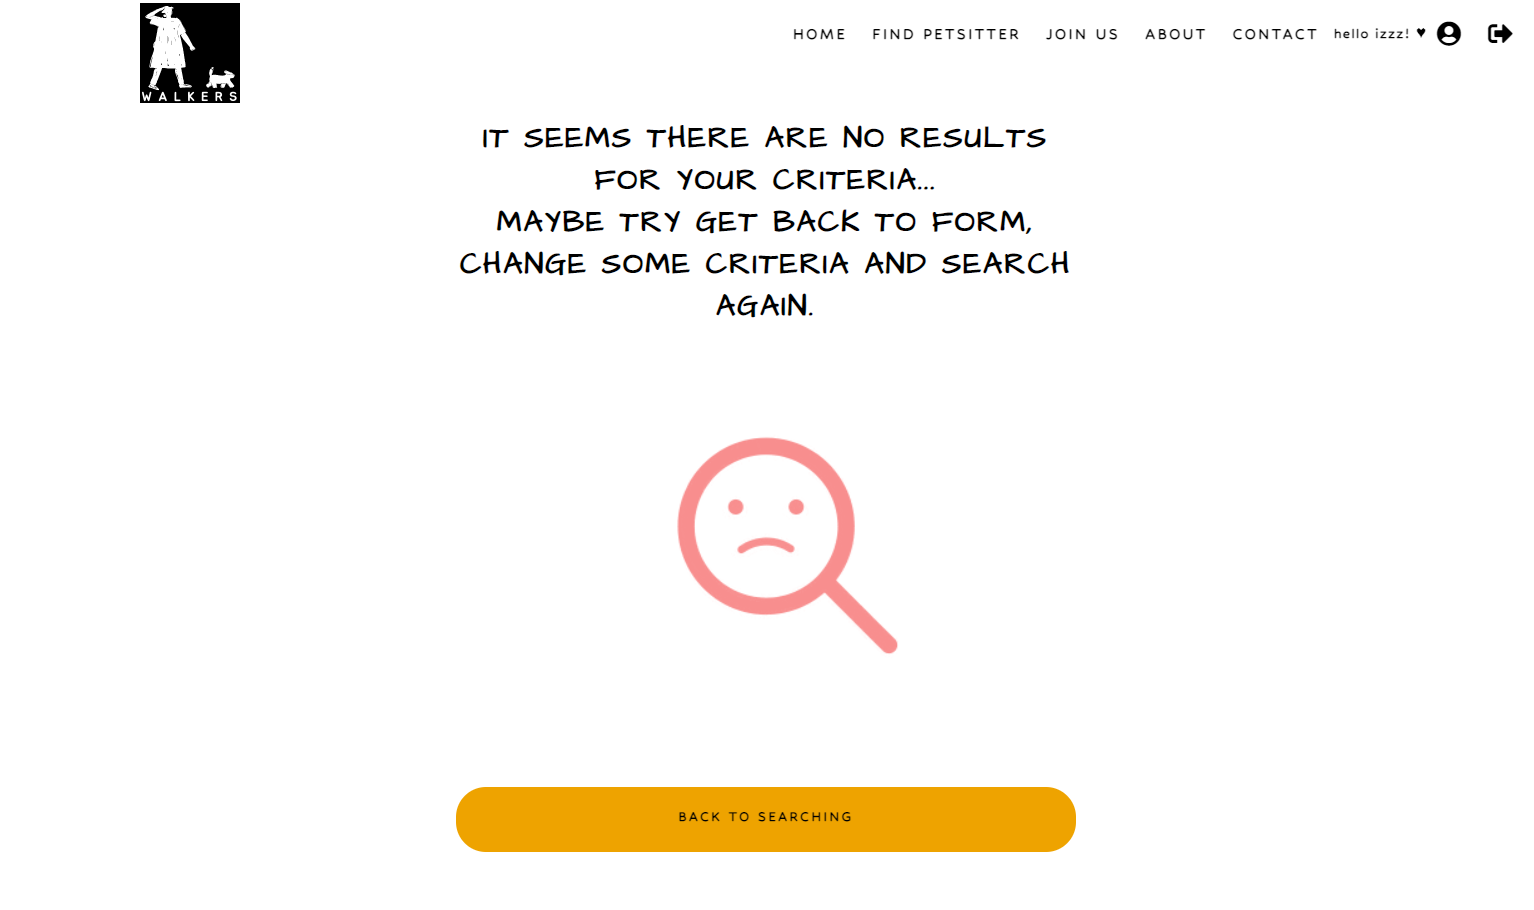 WALKERS
HOME FIND PETSITTER JOIN US ABOUT CONTACT hello izzz! ♥
IT SEEMS THERE ARE NO RESULTS
FOR YOUR CRITERIA...
MAYBE TRY GET BACK TO FORM,
CHANGE SOME CRITERIA AND SEARCH
AGAIN.
BACK TO SEARCHING